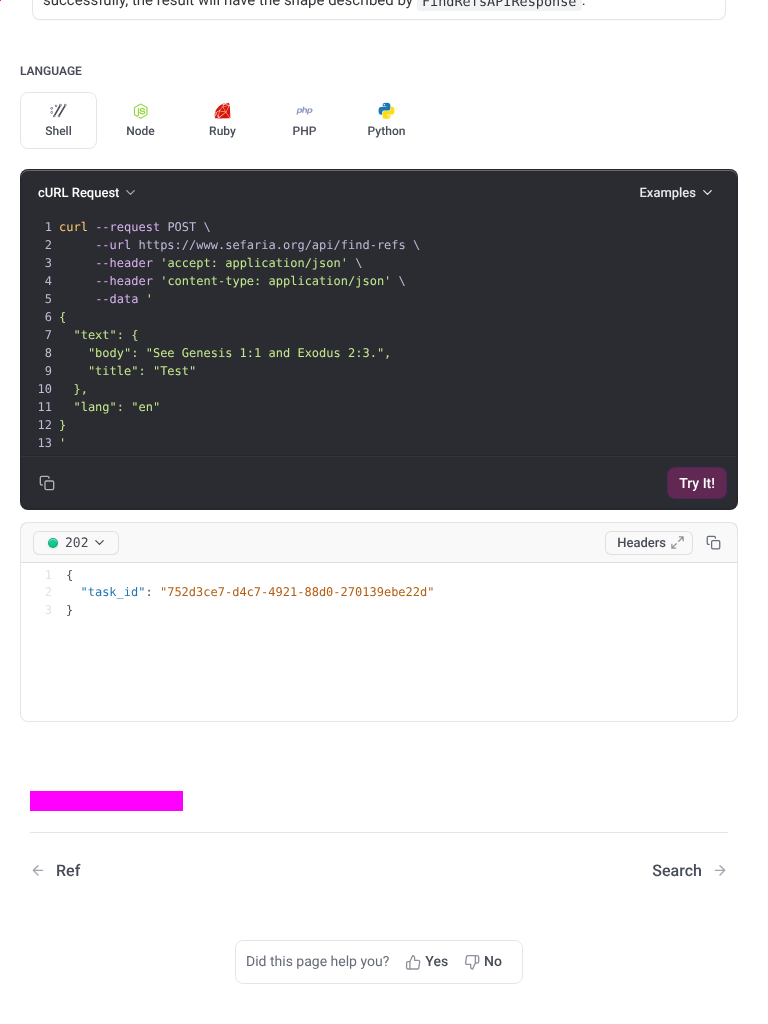 successfully, the result will have the shape described by FindRefsAPIResponse.
LANGUAGE
Shell
Node
Ruby
PHP
Python
cURL Request
Examples
1 curl --request POST \
2 --url https://www.sefaria.org/api/find-refs \
3 --header 'accept: application/json' \
4 --header 'content-type: application/json' \
5 --data '
6 {
7 "text": {
8 "body": "See Genesis 1:1 and Exodus 2:3.",
9 "title": "Test"
10 },
11 "lang": "en"
12 }
13 '
Try It!
202
Headers
1 {
2 "task_id": "752d3ce7-d4c7-4921-88d0-270139ebe22d"
3 }
Ref
Search
Did this page help you? Yes No